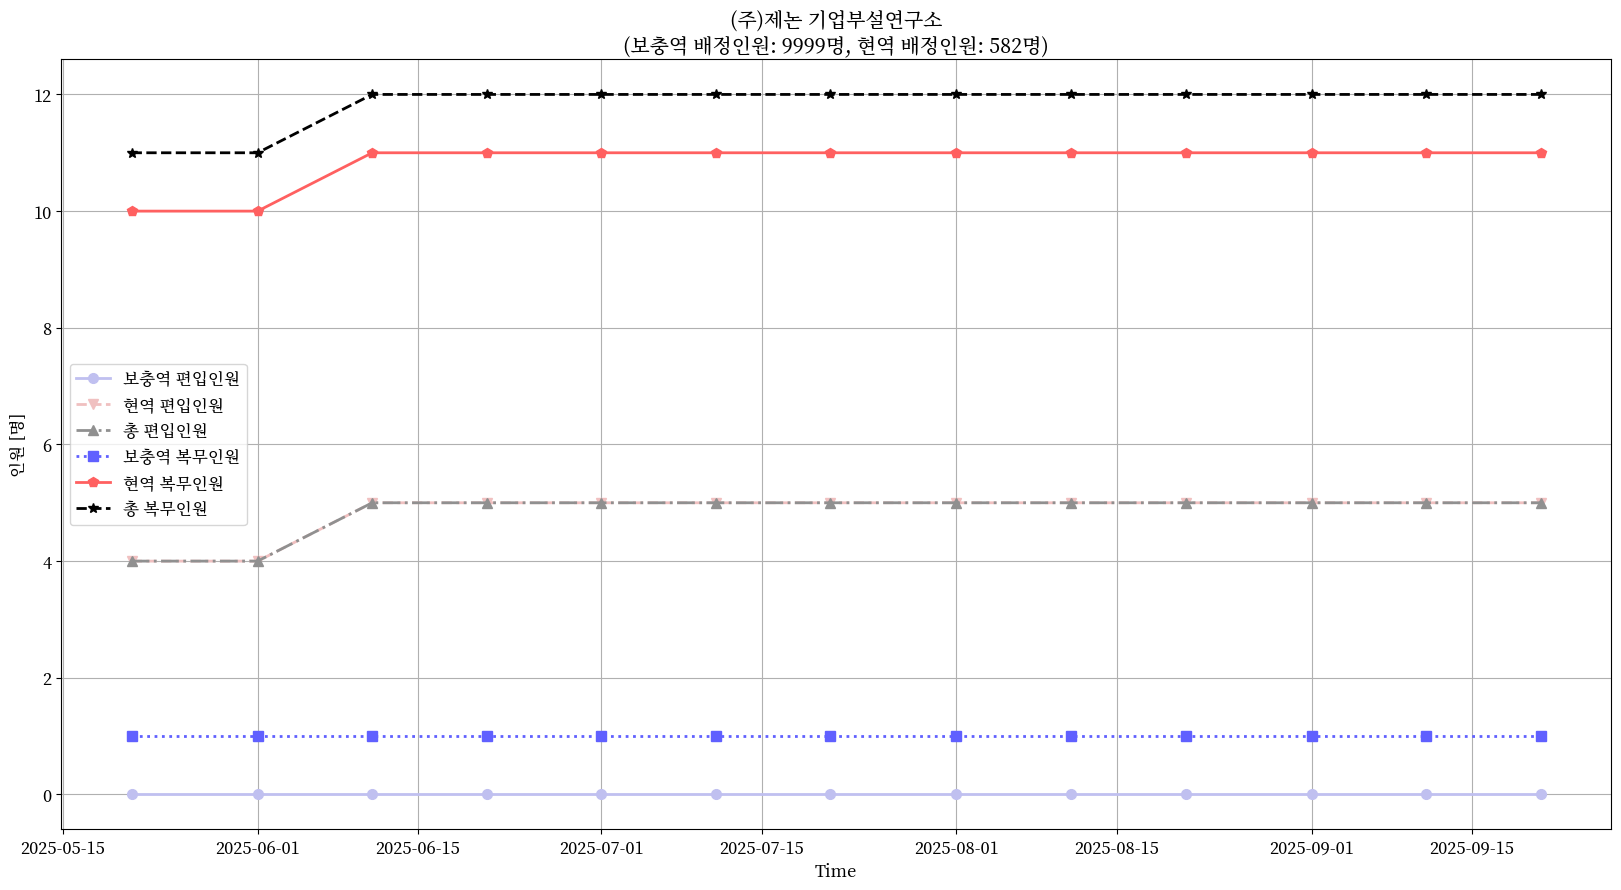 (주)제논 기업부설연구소
(보충역 배정인원: 9999명, 현역 배정인원: 582명)
12
10
8
6
4
2
0
인원 [명]
보충역 편입인원
현역 편입인원
총 편입인원
보충역 복무인원
현역 복무인원
총 복무인원
2025-05-15
2025-06-01
2025-06-15
2025-07-01
2025-07-15
2025-08-01
2025-08-15
2025-09-01
2025-09-15
Time